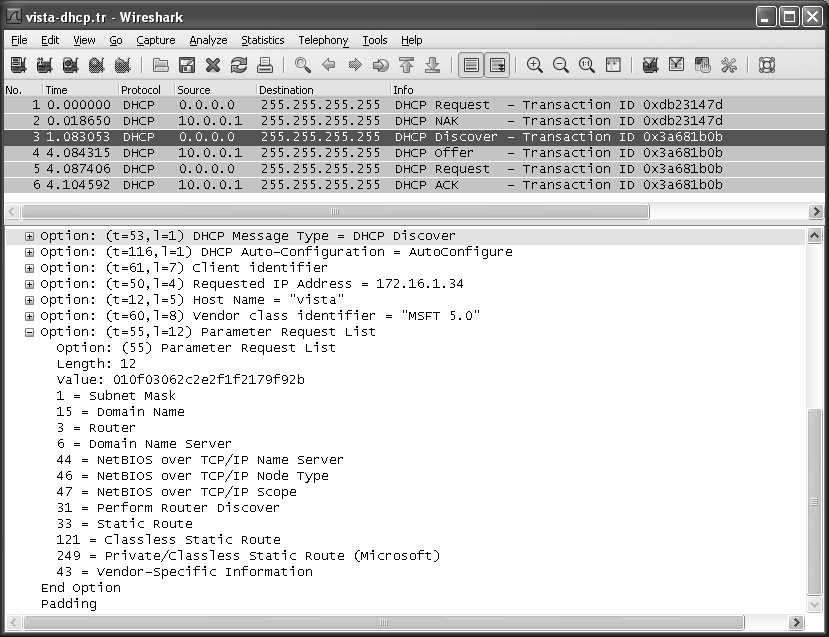 vista-dhcp.tr - Wireshark
File Edit View Go Capture Analyze Statistics Telephony Tools Help
No. Time Protocol Source Destination Info
1 0.000000 DHCP 0.0.0.0 255.255.255.255 DHCP Request - Transaction ID 0xdb23147d
2 0.018650 DHCP 10.0.0.1 255.255.255.255 DHCP NAK - Transaction ID 0xdb23147d
3 1.083053 DHCP 0.0.0.0 255.255.255.255 DHCP Discover - Transaction ID 0x3a681b0b
4 4.084315 DHCP 10.0.0.1 255.255.255.255 DHCP Offer - Transaction ID 0x3a681b0b
5 4.087406 DHCP 0.0.0.0 255.255.255.255 DHCP Request - Transaction ID 0x3a681b0b
6 4.104592 DHCP 10.0.0.1 255.255.255.255 DHCP ACK - Transaction ID 0x3a681b0b
Option: (t=53,l=1) DHCP Message Type = DHCP Discover
Option: (t=116,l=1) DHCP Auto-Configuration = AutoConfigure
Option: (t=61,l=7) Client identifier
Option: (t=50,l=4) Requested IP Address = 172.16.1.34
Option: (t=12,l=5) Host Name = "vista"
Option: (t=60,l=8) Vendor class identifier = "MSFT 5.0"
Option: (t=55,l=12) Parameter Request List
Option: (55) Parameter Request List
Length: 12
Value: 010f03062c2e2f1f2179f92b
1 = Subnet Mask
15 = Domain Name
3 = Router
6 = Domain Name Server
44 = NetBIOS over TCP/IP Name Server
46 = NetBIOS over TCP/IP Node Type
47 = NetBIOS over TCP/IP Scope
31 = Perform Router Discover
33 = Static Route
121 = Classless Static Route
249 = Private/Classless Static Route (Microsoft)
43 = Vendor-Specific Information
End Option
Padding